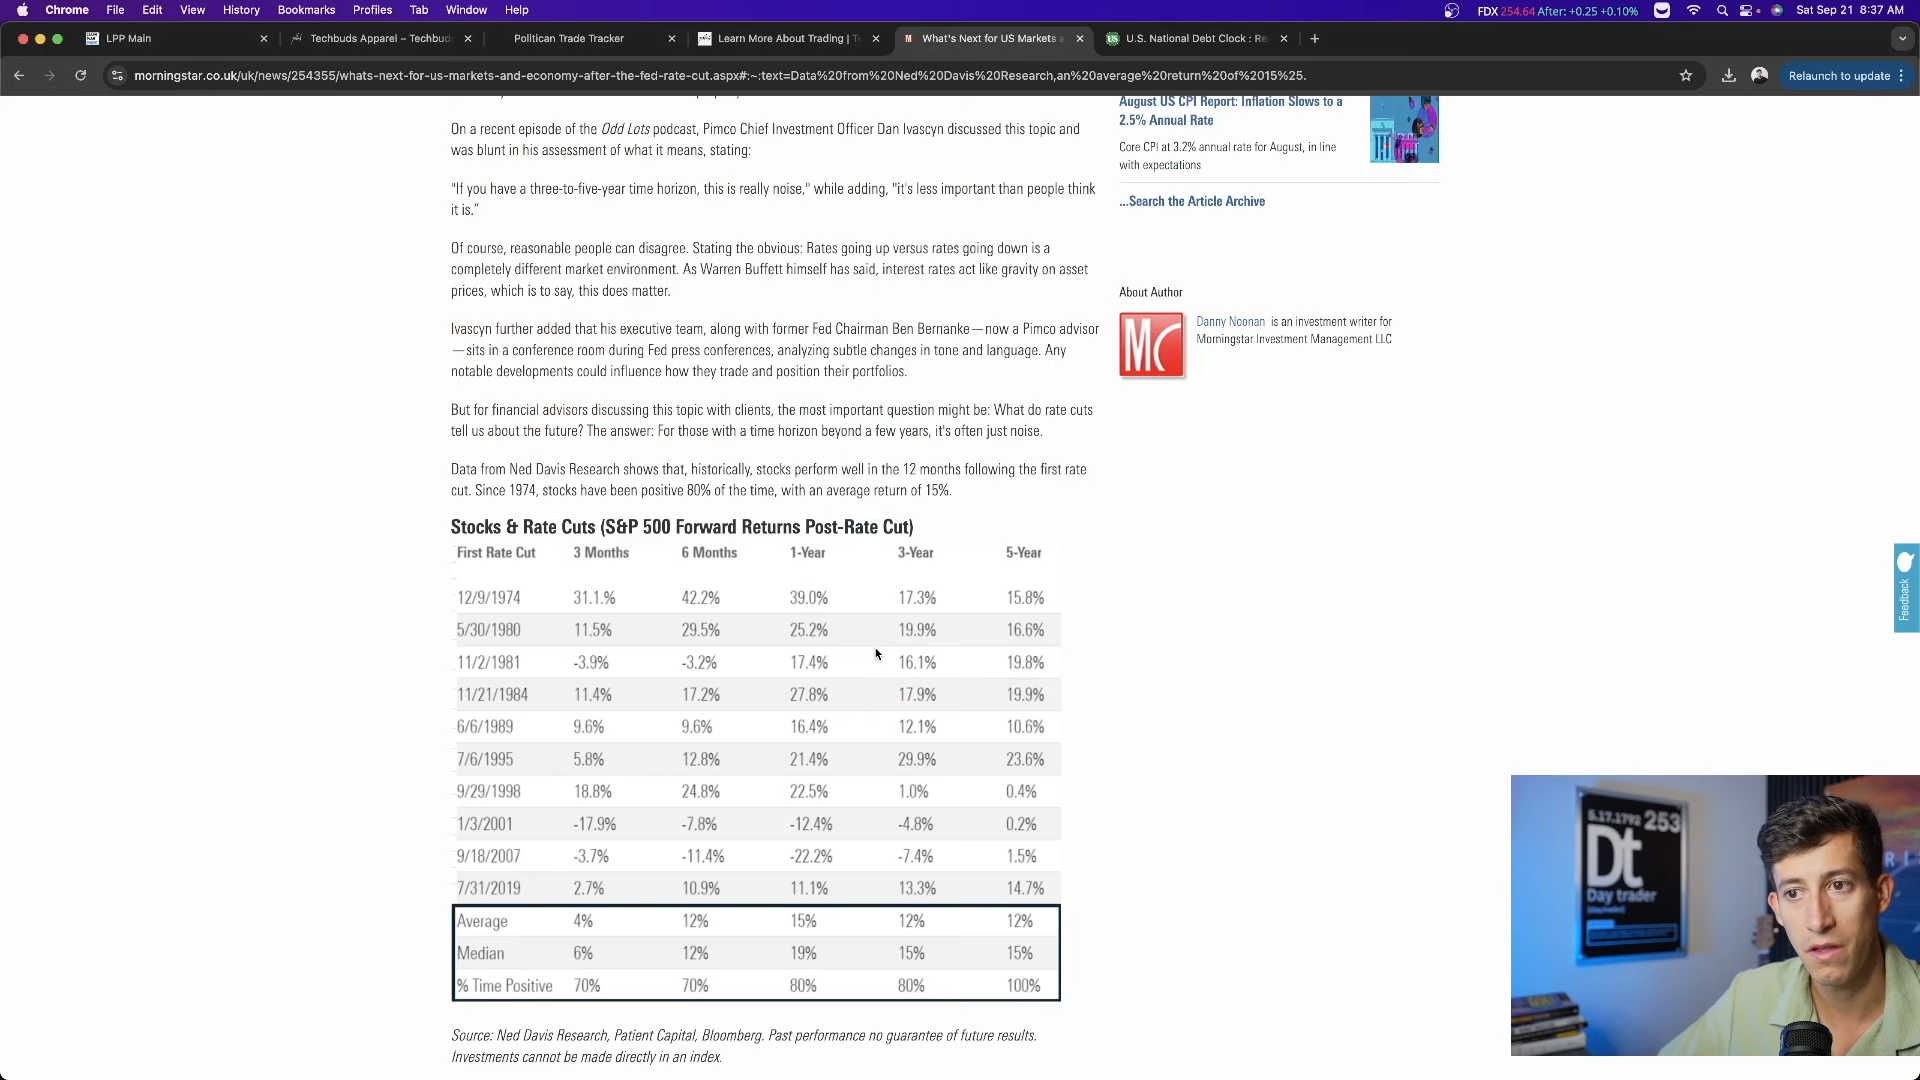 Chrome File Edit View History Bookmarks Profiles Tab Window Help FDX 254.64 After: +0.25 +0.10% Sat Sep 21 8:37 AM
LPP Main Techbuds Apparel – Techbuds Politican Trade Tracker Learn More About Trading | T What's Next for US Markets a U.S. National Debt Clock : Re
morningstar.co.uk/uk/news/254355/whats-next-for-us-markets-and-economy-after-the-fed-rate-cut.aspx#:~:text=Data%20from%20Ned%20Davis%20Research,an%20average%20return%20of%2015%25. Relaunch to update
On a recent episode of the Odd Lots podcast, Pimco Chief Investment Officer Dan Ivascyn discussed this topic and
was blunt in his assessment of what it means, stating:
"If you have a three-to-five-year time horizon, this is really noise," while adding, "it's less important than people think
it is."
Of course, reasonable people can disagree. Stating the obvious: Rates going up versus rates going down is a
completely different market environment. As Warren Buffett himself has said, interest rates act like gravity on asset
prices, which is to say, this does matter.
Ivascyn further added that his executive team, along with former Fed Chairman Ben Bernanke—now a Pimco advisor
—sits in a conference room during Fed press conferences, analyzing subtle changes in tone and language. Any
notable developments could influence how they trade and position their portfolios.
But for financial advisors discussing this topic with clients, the most important question might be: What do rate cuts
tell us about the future? The answer: For those with a time horizon beyond a few years, it's often just noise.
Data from Ned Davis Research shows that, historically, stocks perform well in the 12 months following the first rate
cut. Since 1974, stocks have been positive 80% of the time, with an average return of 15%.
Stocks & Rate Cuts (S&P 500 Forward Returns Post-Rate Cut)
First Rate Cut 3 Months 6 Months 1-Year 3-Year 5-Year
12/9/1974 31.1.% 42.2% 39.0% 17.3% 15.8%
5/30/1980 11.5% 29.5% 25.2% 19.9% 16.6%
11/2/1981 -3.9% -3.2% 17.4% 16.1% 19.8%
11/21/1984 11.4% 17.2% 27.8% 17.9% 19.9%
6/6/1989 9.6% 9.6% 16.4% 12.1% 10.6%
7/6/1995 5.8% 12.8% 21.4% 29.9% 23.6%
9/29/1998 18.8% 24.8% 22.5% 1.0% 0.4%
1/3/2001 -17.9% -7.8% -12.4% -4.8% 0.2%
9/18/2007 -3.7% -11.4% -22.2% -7.4% 1.5%
7/31/2019 2.7% 10.9% 11.1% 13.3% 14.7%
Average 4% 12% 15% 12% 12%
Median 6% 12% 19% 15% 15%
% Time Positive 70% 70% 80% 80% 100%
Source: Ned Davis Research, Patient Capital, Bloomberg. Past performance no guarantee of future results.
Investments cannot be made directly in an index.
August US CPI Report: Inflation Slows to a
2.5% Annual Rate
Core CPI at 3.2% annual rate for August, in line
with expectations
...Search the Article Archive
About Author
MC
Danny Noonan is an investment writer for
Morningstar Investment Management LLC
Feedback
5.17.1792 253
Dt
Day trader